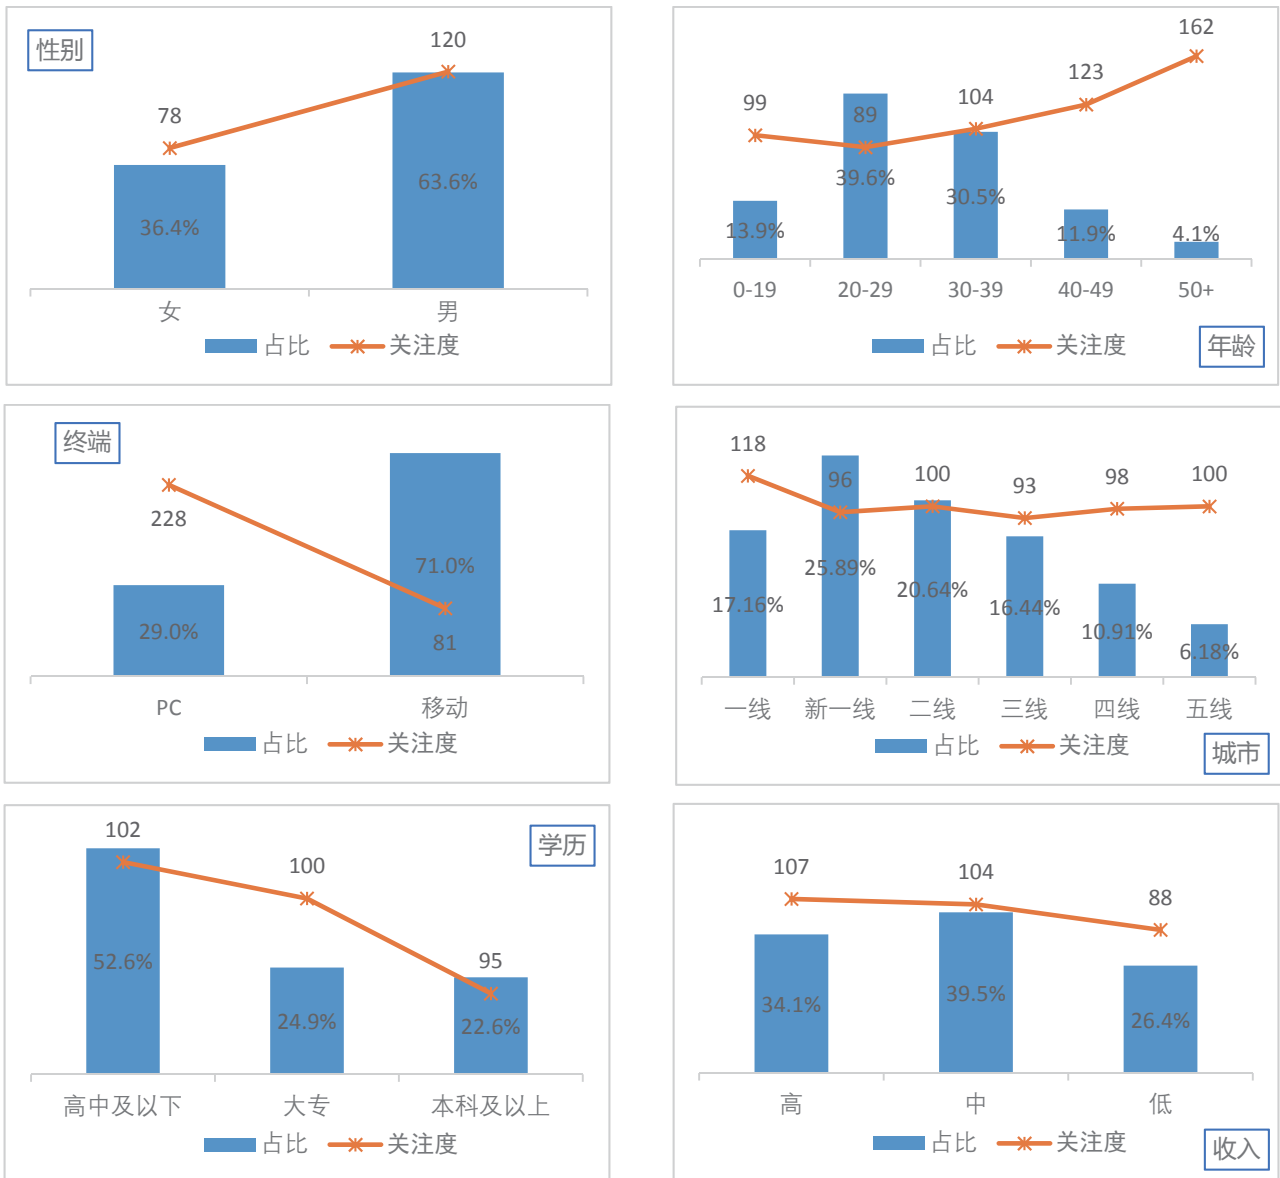 性别
120
78
63.6%
36.4%
女 男
占比 关注度
162
123
99 89 104
39.6%
30.5%
13.9% 11.9% 4.1%
0-19 20-29 30-39 40-49 50+
占比 关注度
年龄
终端
228
71.0%
29.0% 81
PC 移动
占比 关注度
118
96 100 93 98 100
25.89%
17.16% 20.64% 16.44%
10.91%
6.18%
一线 新一线 二线 三线 四线 五线
占比 关注度
城市
102
学历
100
52.6% 95
24.9% 22.6%
高中及以下 大专 本科及以上
占比 关注度
107 104 88
34.1% 39.5% 26.4%
高 中 低
占比 关注度
收入